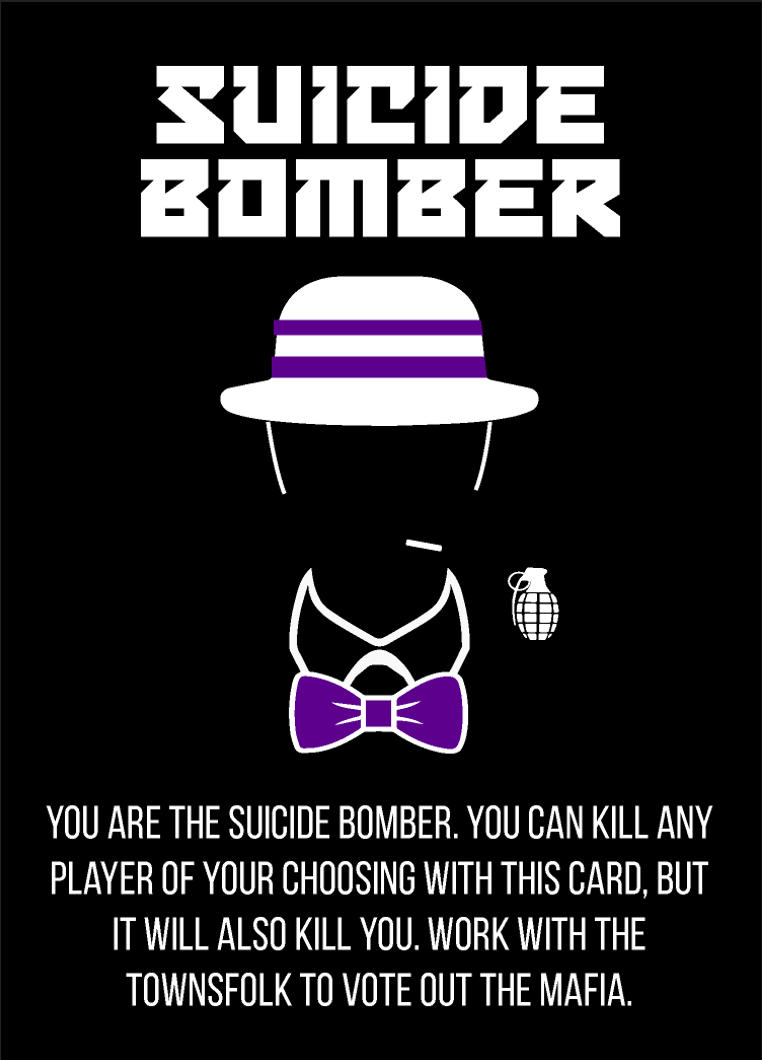 SUICIDE
BOMBER
YOU ARE THE SUICIDE BOMBER. YOU CAN KILL ANY
PLAYER OF YOUR CHOOSING WITH THIS CARD, BUT
IT WILL ALSO KILL YOU. WORK WITH THE
TOWNSFOLK TO VOTE OUT THE MAFIA.